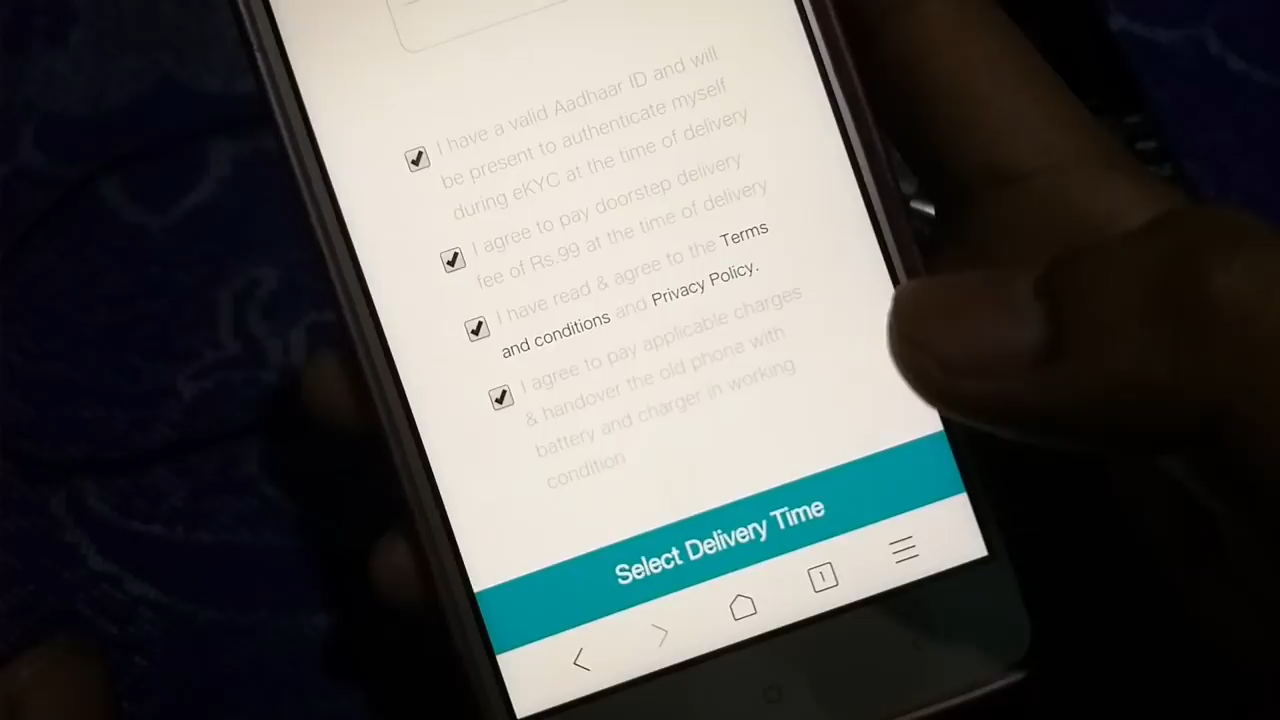 I have a valid Aadhaar ID and will
be present to authenticate myself
during eKYC at the time of delivery
I agree to pay doorstep delivery
fee of Rs.99 at the time of delivery
I have read & agree to the Terms
and conditions and Privacy Policy.
I agree to pay applicable charges
& handover the old phone with
battery and charger in working
condition
Select Delivery Time
1